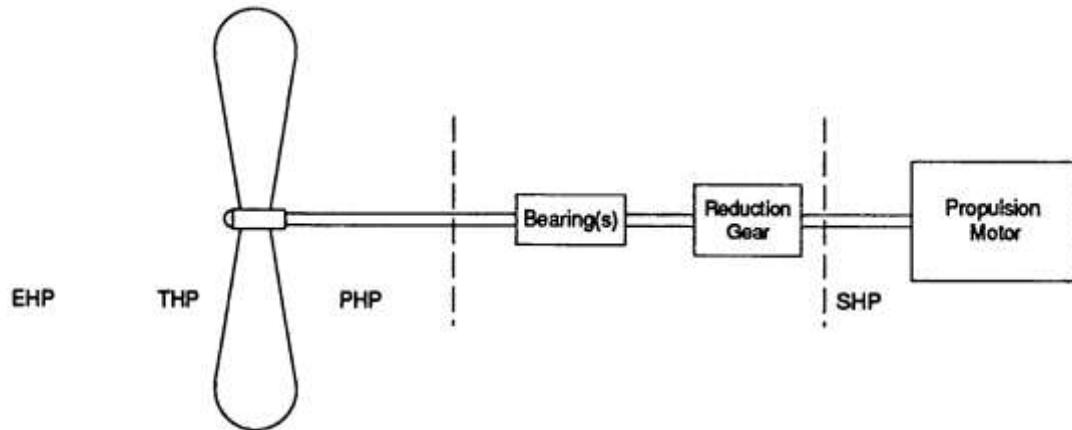 Bearing(s)
Reduction
Gear
Propulsion
Motor
EHP
THP
PHP
SHP